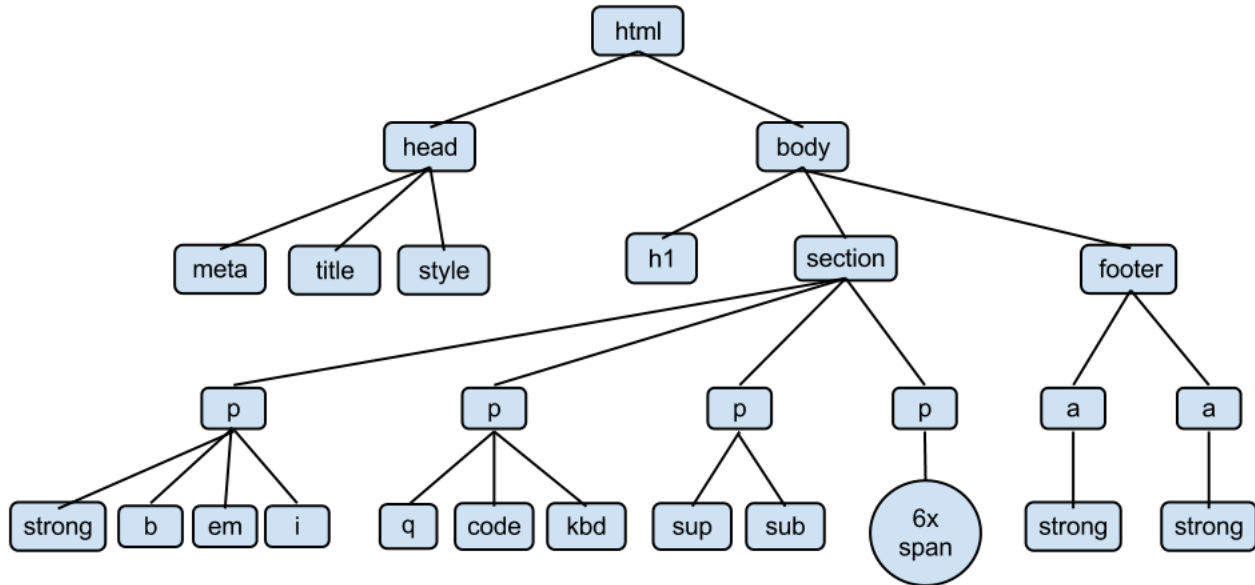 html
head
body
meta
title
style
h1
section
footer
p
p
p
p
a
a
strong
b
em
i
q
code
kbd
sup
sub
6x
span
strong
strong